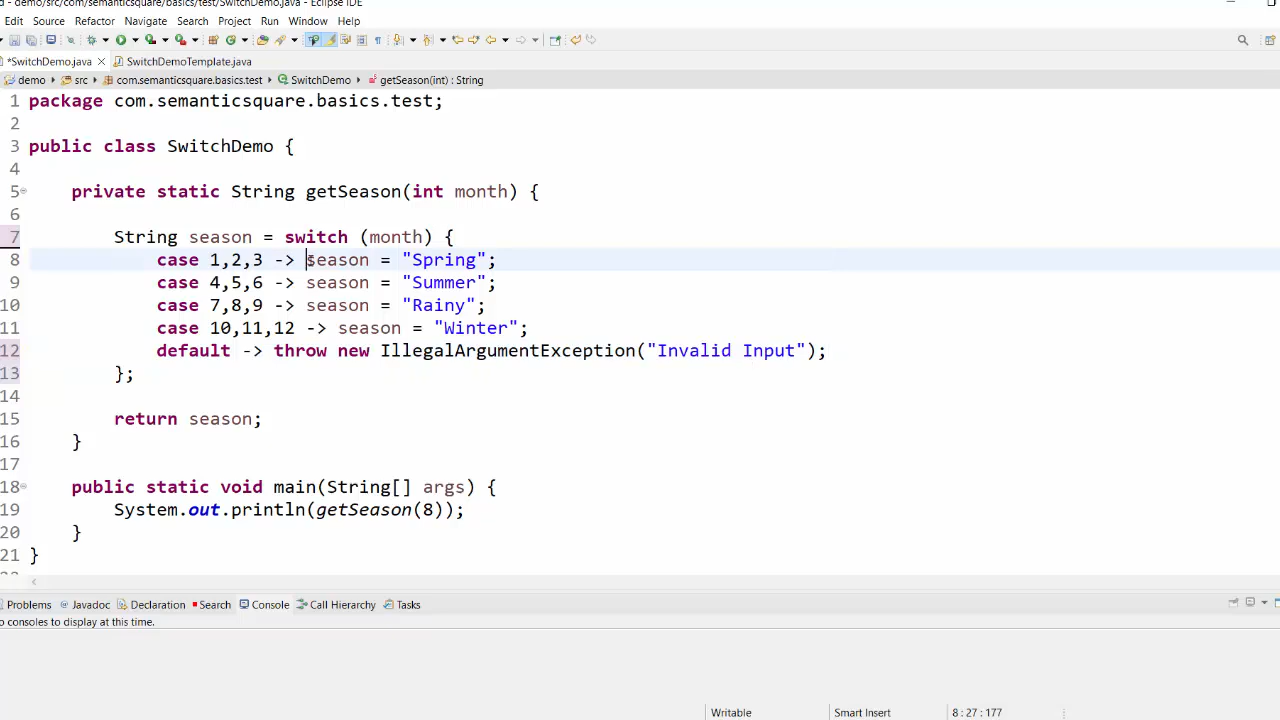 d - demo/src/com/semanticsquare/basics/test/SwitchDemo.java - Eclipse IDE
Edit Source Refactor Navigate Search Project Run Window Help
*SwitchDemo.java SwitchDemoTemplate.java
demo src com.semanticsquare.basics.test SwitchDemo getSeason(int) : String
1 package com.semanticsquare.basics.test;
2
3 public class SwitchDemo {
4
5 private static String getSeason(int month) {
6
7 String season = switch (month) {
8 case 1,2,3 -> season = "Spring";
9 case 4,5,6 -> season = "Summer";
10 case 7,8,9 -> season = "Rainy";
11 case 10,11,12 -> season = "Winter";
12 default -> throw new IllegalArgumentException("Invalid Input");
13 };
14
15 return season;
16 }
17
18 public static void main(String[] args) {
19 System.out.println(getSeason(8));
20 }
21 }
Problems Javadoc Declaration Search Console Call Hierarchy Tasks
o consoles to display at this time.
Writable Smart Insert 8 : 27 : 177